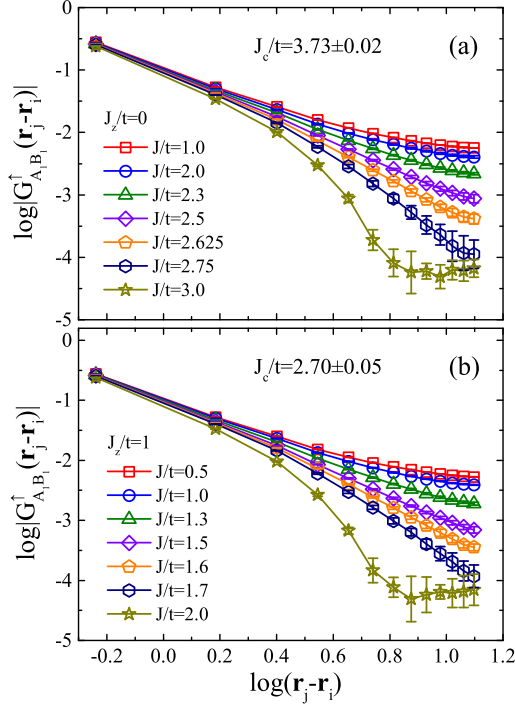 0
(a)
J_c/t=3.73±0.02
-1
J_z/t=0
-2
J/t=1.0
J/t=2.0
J/t=2.3
-3
J/t=2.5
J/t=2.625
-4
J/t=2.75
J/t=3.0
-5
log|G^↑_{A_1B_1}(r_j-r_i)|
0
(b)
J_c/t=2.70±0.05
-1
J_z/t=1
-2
J/t=0.5
J/t=1.0
J/t=1.3
-3
J/t=1.5
J/t=1.6
-4
J/t=1.7
J/t=2.0
-5
log|G^↑_{A_1B_1}(r_j-r_i)|
-0.2 0.0 0.2 0.4 0.6 0.8 1.0 1.2
log(r_j-r_i)